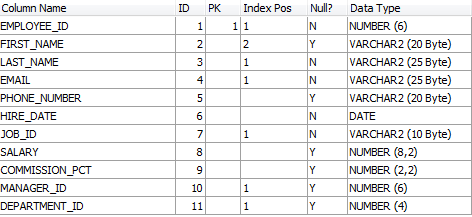 Column Name ID PK Index Pos Null? Data Type
EMPLOYEE_ID 1 1 1 N NUMBER (6)
FIRST_NAME 2 2 Y VARCHAR2 (20 Byte)
LAST_NAME 3 1 N VARCHAR2 (25 Byte)
EMAIL 4 1 N VARCHAR2 (25 Byte)
PHONE_NUMBER 5 Y VARCHAR2 (20 Byte)
HIRE_DATE 6 N DATE
JOB_ID 7 1 N VARCHAR2 (10 Byte)
SALARY 8 Y NUMBER (8,2)
COMMISSION_PCT 9 Y NUMBER (2,2)
MANAGER_ID 10 1 Y NUMBER (6)
DEPARTMENT_ID 11 1 Y NUMBER (4)